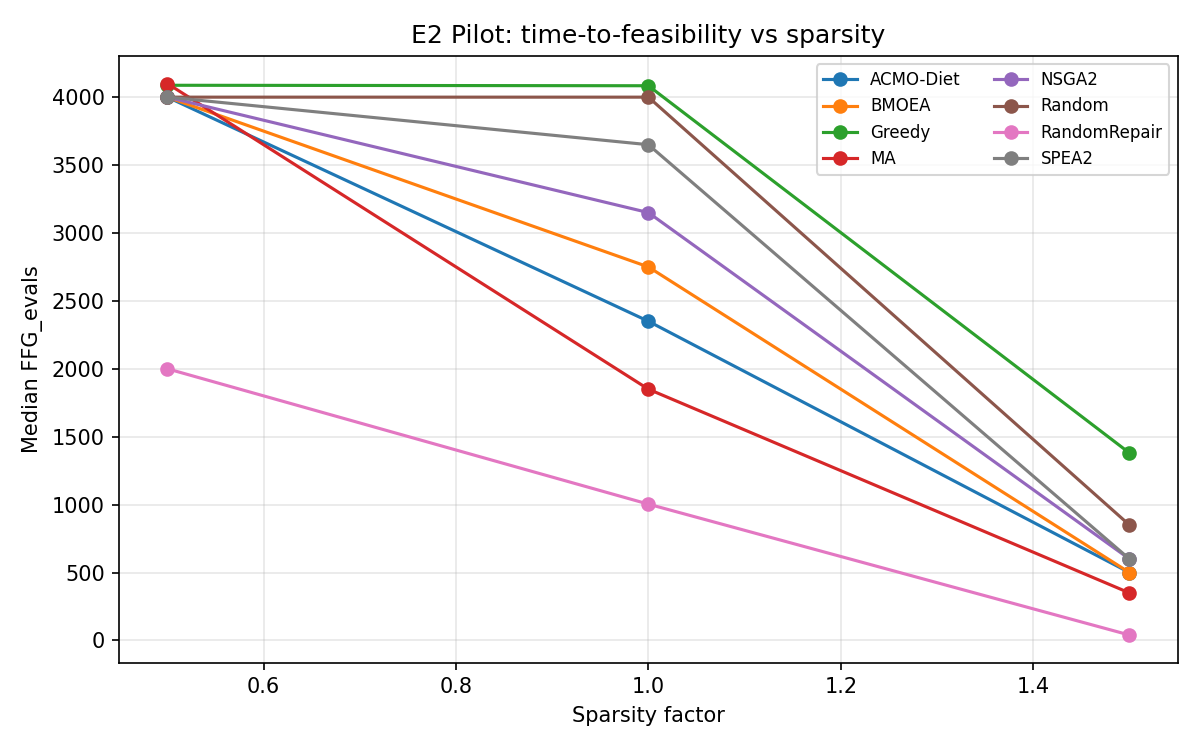 E2 Pilot: time-to-feasibility vs sparsity
Median FFG_evals
4000
3500
3000
2500
2000
1500
1000
500
0
ACMO-Diet
BMOEA
Greedy
MA
NSGA2
Random
RandomRepair
SPEA2
0.6 0.8 1.0 1.2 1.4
Sparsity factor